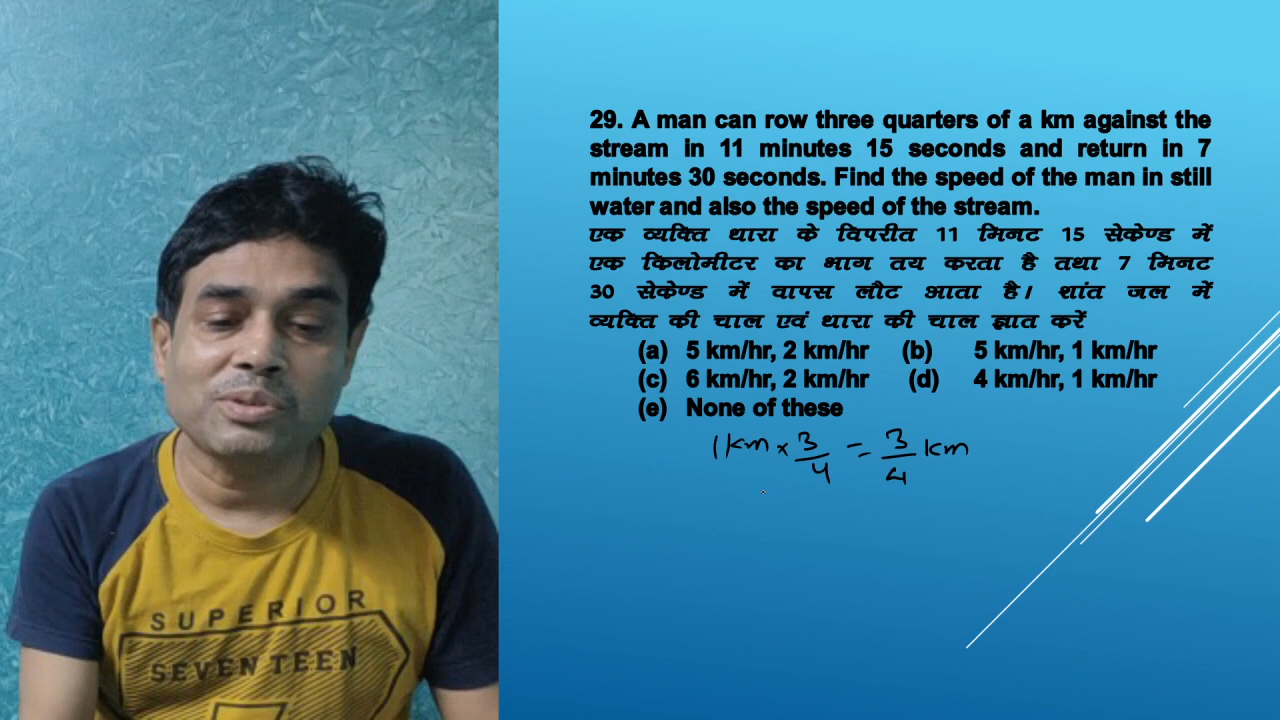 29. A man can row three quarters of a km against the
stream in 11 minutes 15 seconds and return in 7
minutes 30 seconds. Find the speed of the man in still
water and also the speed of the stream.
एक व्यक्ति धारा के विपरीत 11 मिनट 15 सेकेण्ड में
एक किलोमीटर का भाग तय करता है तथा 7 मिनट
30 सेकेण्ड में वापस लौट आता है। शांत जल में
व्यक्ति की चाल एवं धारा की चाल ज्ञात करें
(a) 5 km/hr, 2 km/hr (b) 5 km/hr, 1 km/hr
(c) 6 km/hr, 2 km/hr (d) 4 km/hr, 1 km/hr
(e) None of these
1 km × 3/4 = 3/4 km
SUPERIOR
SEVENTEEN